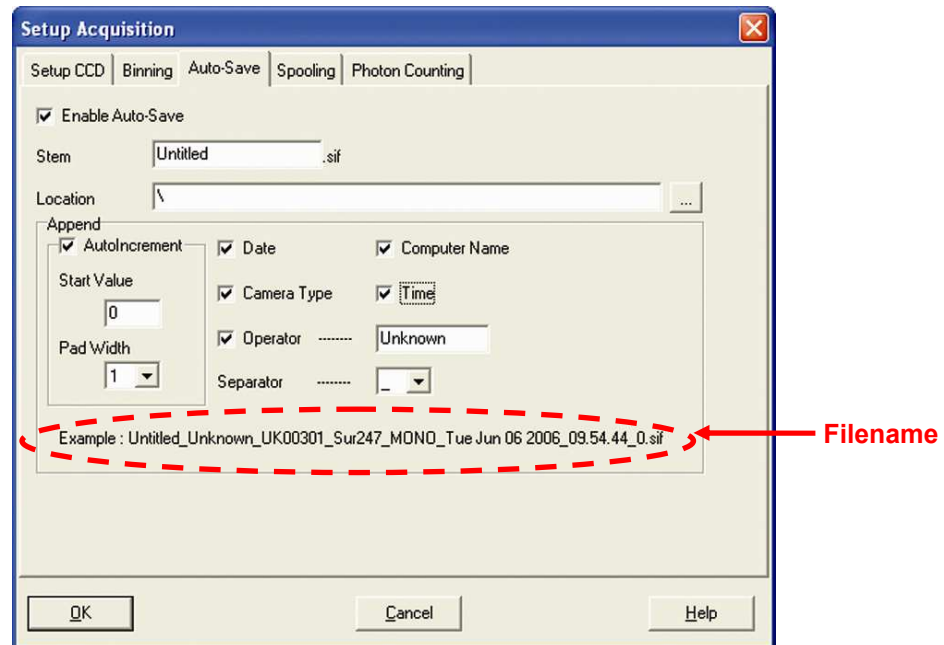 Setup Acquisition
Setup CCD Binning Auto-Save Spooling Photon Counting
Enable Auto-Save
Stem Untitled .sif
Location \ ...
Append
AutoIncrement Date Computer Name
Start Value
0
Camera Type Time
Pad Width
1
Operator -------- Unknown
Separator -------- _
Example : Untitled_Unknown_UK00301_Sur247_MONO_Tue Jun 06 2006_09.54.44_0.sif
Filename
OK Cancel Help